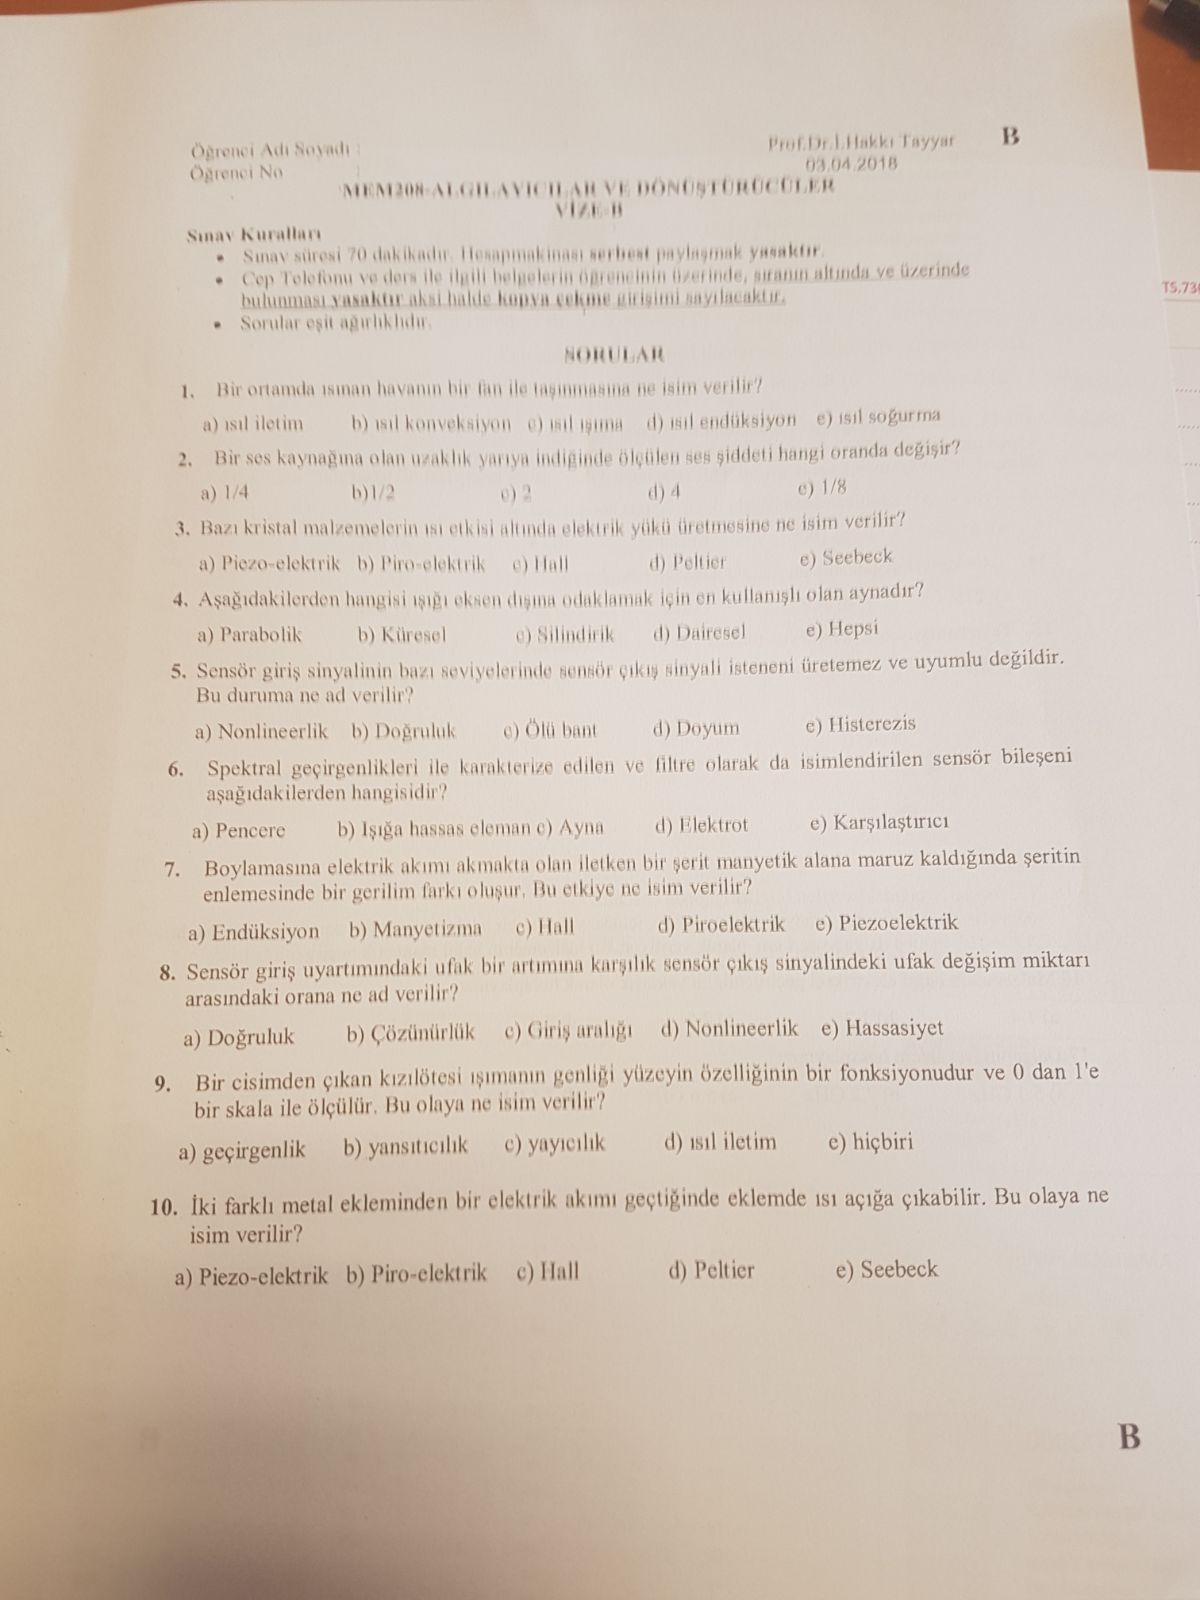 Öğrenci Adı Soyadı :
Prof.Dr.İ.Hakkı Tayyar
B
Öğrenci No :
03.04.2018
MEM208-ALGILAYICILAR VE DÖNÜŞTÜRÜCÜLER
VİZE-B
Sınav Kuralları
• Sınav süresi 70 dakikadır. Hesapmakinası serbest paylaşmak yasaktır.
• Cep Telefonu ve ders ile ilgili belgelerin öğrencinin üzerinde, sıranın altında ve üzerinde
bulunması yasaktır aksi halde kopya çekme girişimi sayılacaktır.
• Sorular eşit ağırlıklıdır.
SORULAR
1. Bir ortamda ısınan havanın bir fan ile taşınmasına ne isim verilir?
a) ısıl iletim b) ısıl konveksiyon c) ısıl ışıma d) ısıl endüksiyon e) ısıl soğurma
2. Bir ses kaynağına olan uzaklık yarıya indiğinde ölçülen ses şiddeti hangi oranda değişir?
a) 1/4 b)1/2 c) 2 d) 4 e) 1/8
3. Bazı kristal malzemelerin ısı etkisi altında elektrik yükü üretmesine ne isim verilir?
a) Piezo-elektrik b) Piro-elektrik c) Hall d) Peltier e) Seebeck
4. Aşağıdakilerden hangisi ışığı eksen dışına odaklamak için en kullanışlı olan aynadır?
a) Parabolik b) Küresel c) Silindirik d) Dairesel e) Hepsi
5. Sensör giriş sinyalinin bazı seviyelerinde sensör çıkış sinyali isteneni üretemez ve uyumlu değildir.
Bu duruma ne ad verilir?
a) Nonlineerlik b) Doğruluk c) Ölü bant d) Doyum e) Histerezis
6. Spektral geçirgenlikleri ile karakterize edilen ve filtre olarak da isimlendirilen sensör bileşeni
aşağıdakilerden hangisidir?
a) Pencere b) Işığa hassas eleman c) Ayna d) Elektrot e) Karşılaştırıcı
7. Boylamasına elektrik akımı akmakta olan iletken bir şerit manyetik alana maruz kaldığında şeritin
enlemesinde bir gerilim farkı oluşur. Bu etkiye ne isim verilir?
a) Endüksiyon b) Manyetizma c) Hall d) Piroelektrik e) Piezoelektrik
8. Sensör giriş uyartımındaki ufak bir artımına karşılık sensör çıkış sinyalindeki ufak değişim miktarı
arasındaki orana ne ad verilir?
a) Doğruluk b) Çözünürlük c) Giriş aralığı d) Nonlineerlik e) Hassasiyet
9. Bir cisimden çıkan kızılötesi ışımanın genliği yüzeyin özelliğinin bir fonksiyonudur ve 0 dan 1'e
bir skala ile ölçülür. Bu olaya ne isim verilir?
a) geçirgenlik b) yansıtıcılık c) yayıcılık d) ısıl iletim e) hiçbiri
10. İki farklı metal ekleminden bir elektrik akımı geçtiğinde eklemde ısı açığa çıkabilir. Bu olaya ne
isim verilir?
a) Piezo-elektrik b) Piro-elektrik c) Hall d) Peltier e) Seebeck
B